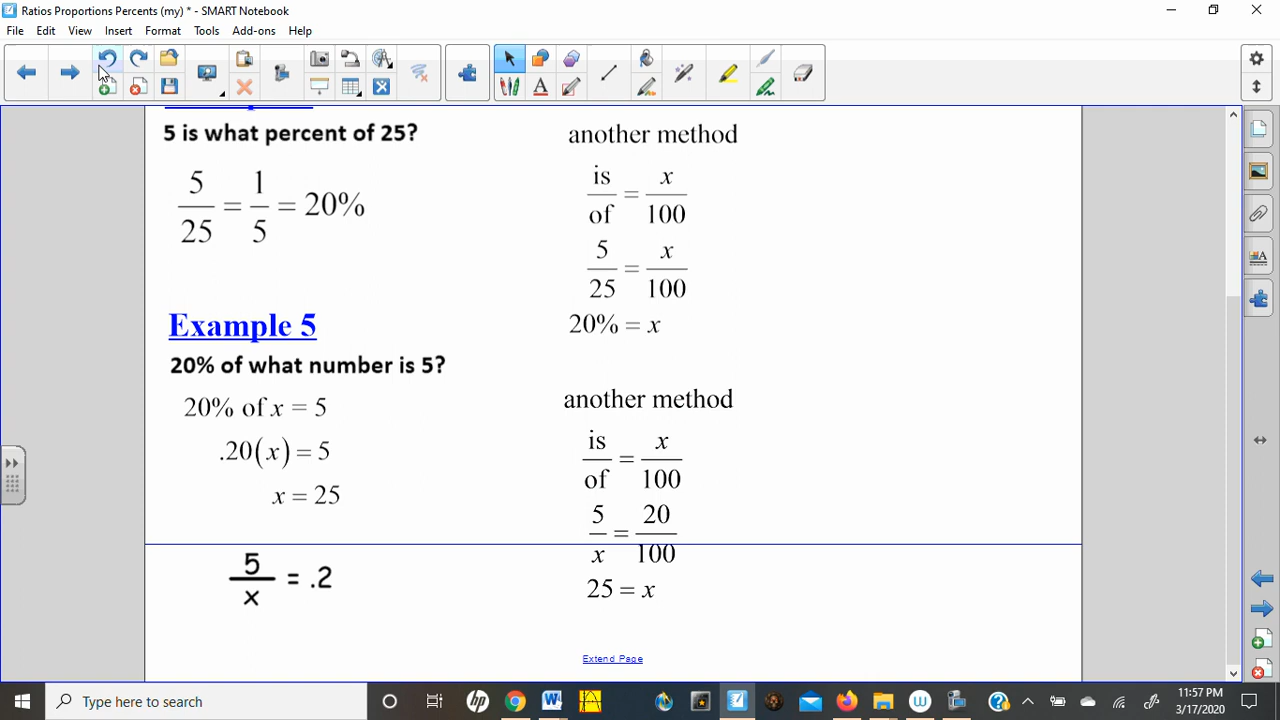 Ratios Proportions Percents (my) * - SMART Notebook
File Edit View Insert Format Tools Add-ons Help
5 is what percent of 25?
5/25 = 1/5 = 20%
another method
is/of = x/100
5/25 = x/100
20% = x
Example 5
20% of what number is 5?
20% of x = 5
.20(x) = 5
x = 25
5/x = .2
another method
is/of = x/100
5/x = 20/100
25 = x
Extend Page
Type here to search
11:57 PM
3/17/2020